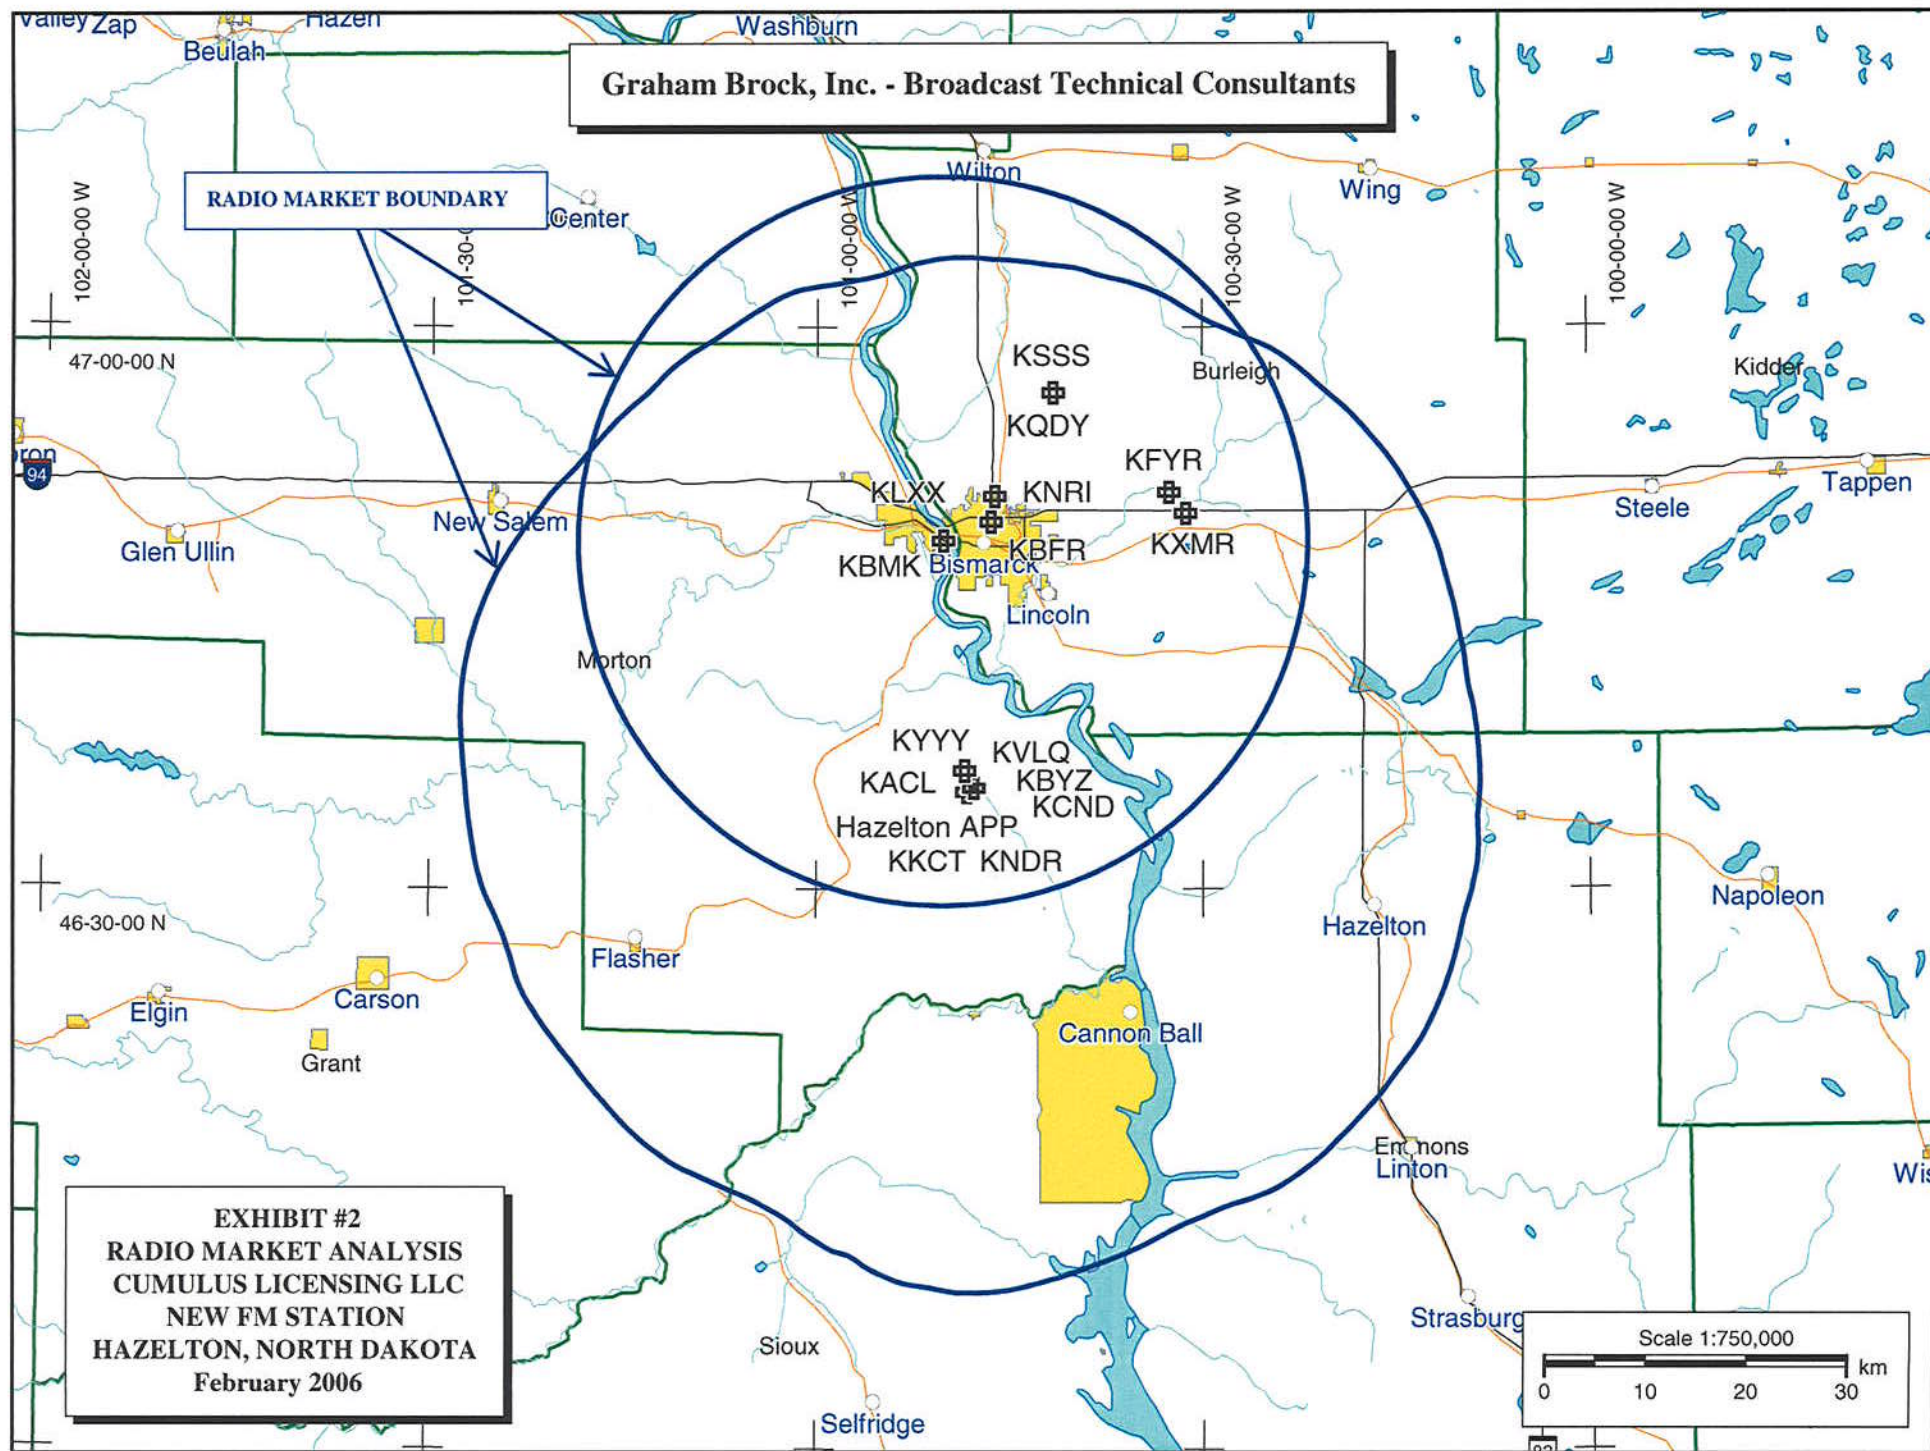 Valley Zap
Hazen
Beulah
Washburn
Graham Brock, Inc. - Broadcast Technical Consultants
Wilton
Wing
RADIO MARKET BOUNDARY
Center
102-00-00 W
101-00-00 W
100-30-00 W
100-00-00 W
47-00-00 N
KSSS
Burleigh
Kidder
KQDY
94
KFYR
KLXX
KNRI
Tappen
New Salem
Steele
Glen Ullin
KBFR
KXMR
KBMK
Bismarck
Lincoln
Morton
KYYY
KVLQ
KACL
KBYZ
KCND
Hazelton APP
KKCT KNDR
Napoleon
46-30-00 N
Hazelton
Flasher
Carson
Elgin
Cannon Ball
Grant
Emmons
Linton
EXHIBIT #2
RADIO MARKET ANALYSIS
CUMULUS LICENSING LLC
NEW FM STATION
HAZELTON, NORTH DAKOTA
February 2006
Strasburg
Sioux
Selfridge
Scale 1:750,000
km
0 10 20 30